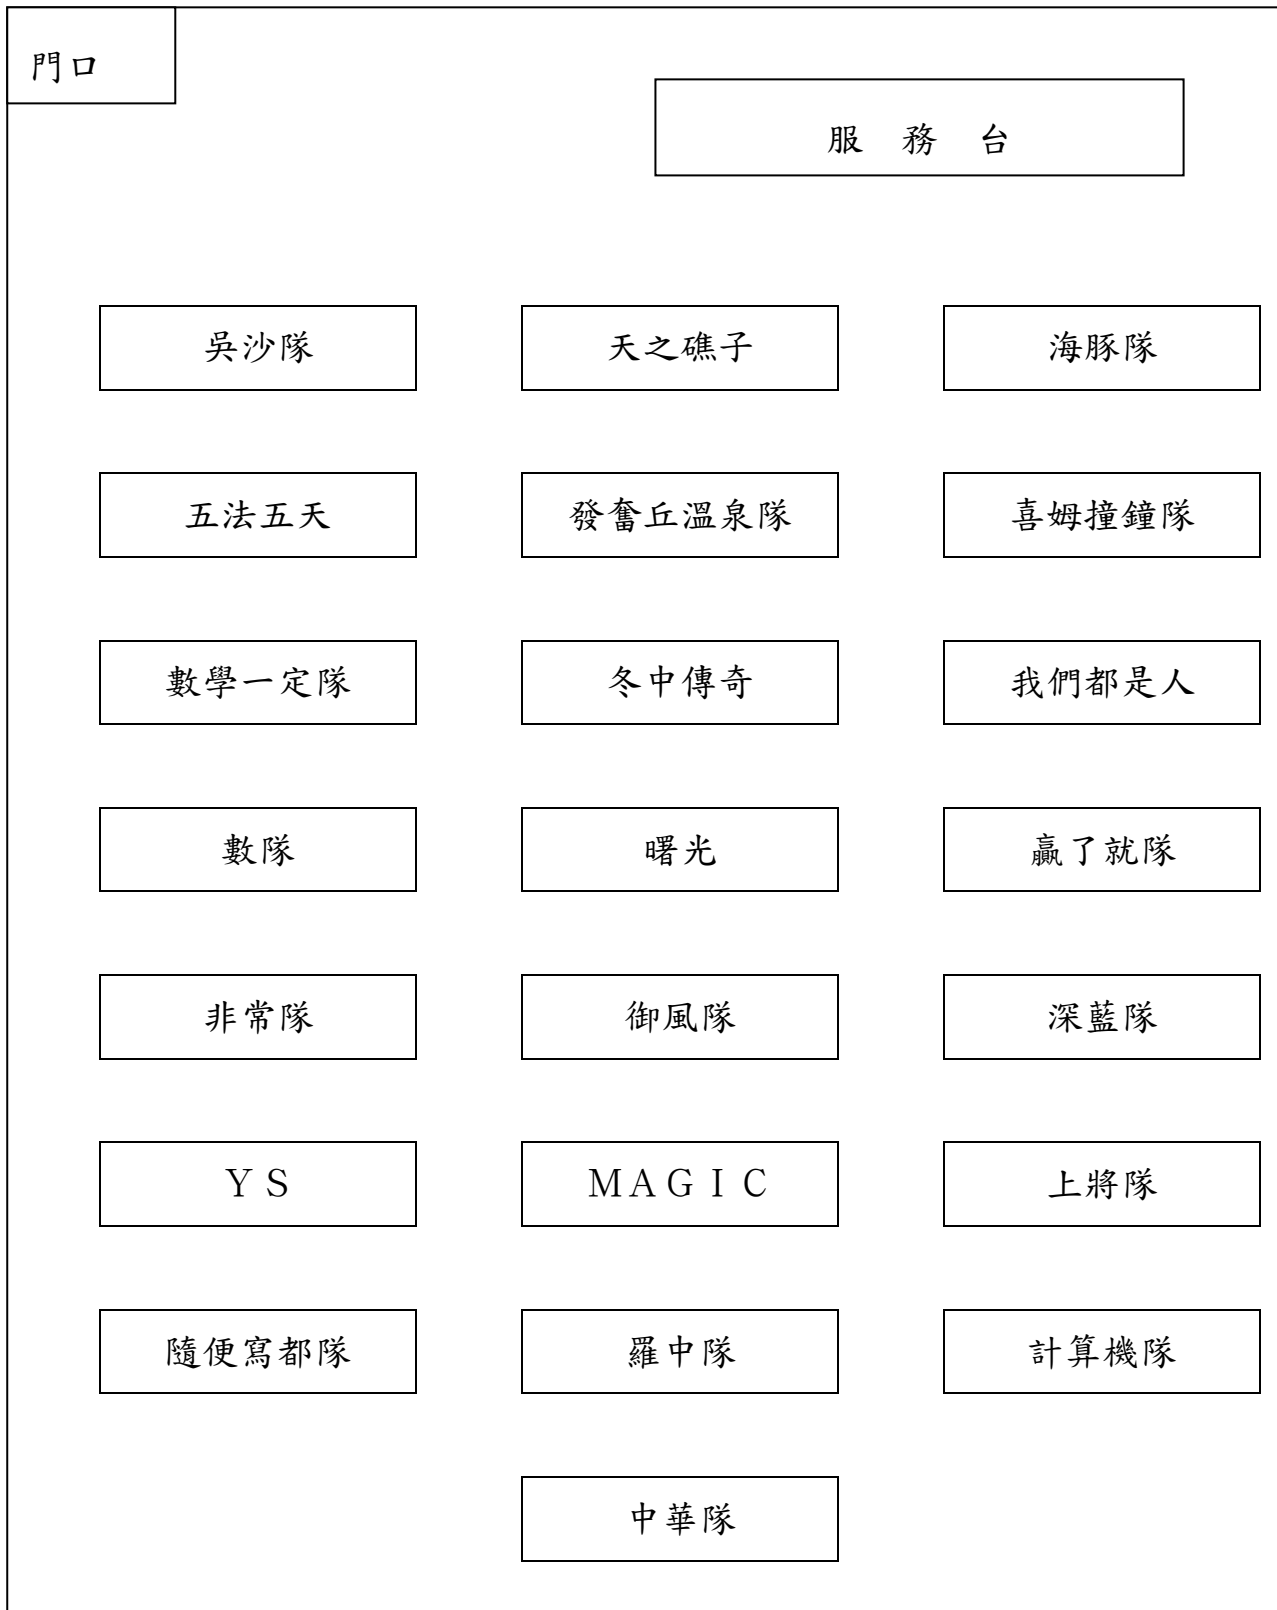 門口
服 務 台
吳沙隊 天之礁子 海豚隊
五法五天 發奮丘溫泉隊 喜姆撞鐘隊
數學一定隊 冬中傳奇 我們都是人
數隊 曙光 贏了就隊
非常隊 御風隊 深藍隊
ＹＳ ＭＡＧＩＣ 上將隊
隨便寫都隊 羅中隊 計算機隊
中華隊